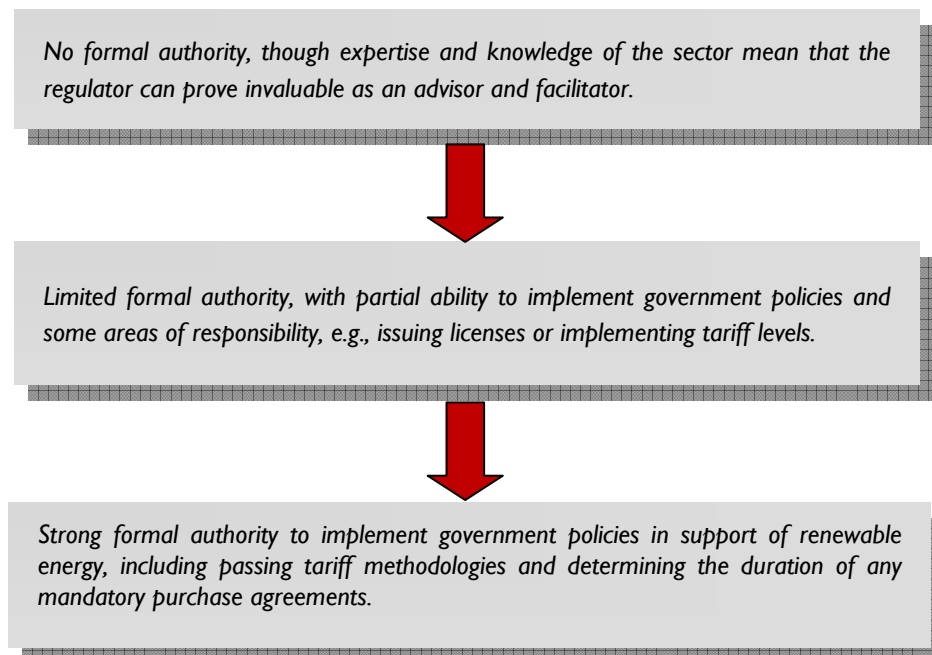 No formal authority, though expertise and knowledge of the sector mean that the
regulator can prove invaluable as an advisor and facilitator.
Limited formal authority, with partial ability to implement government policies and
some areas of responsibility, e.g., issuing licenses or implementing tariff levels.
Strong formal authority to implement government policies in support of renewable
energy, including passing tariff methodologies and determining the duration of any
mandatory purchase agreements.